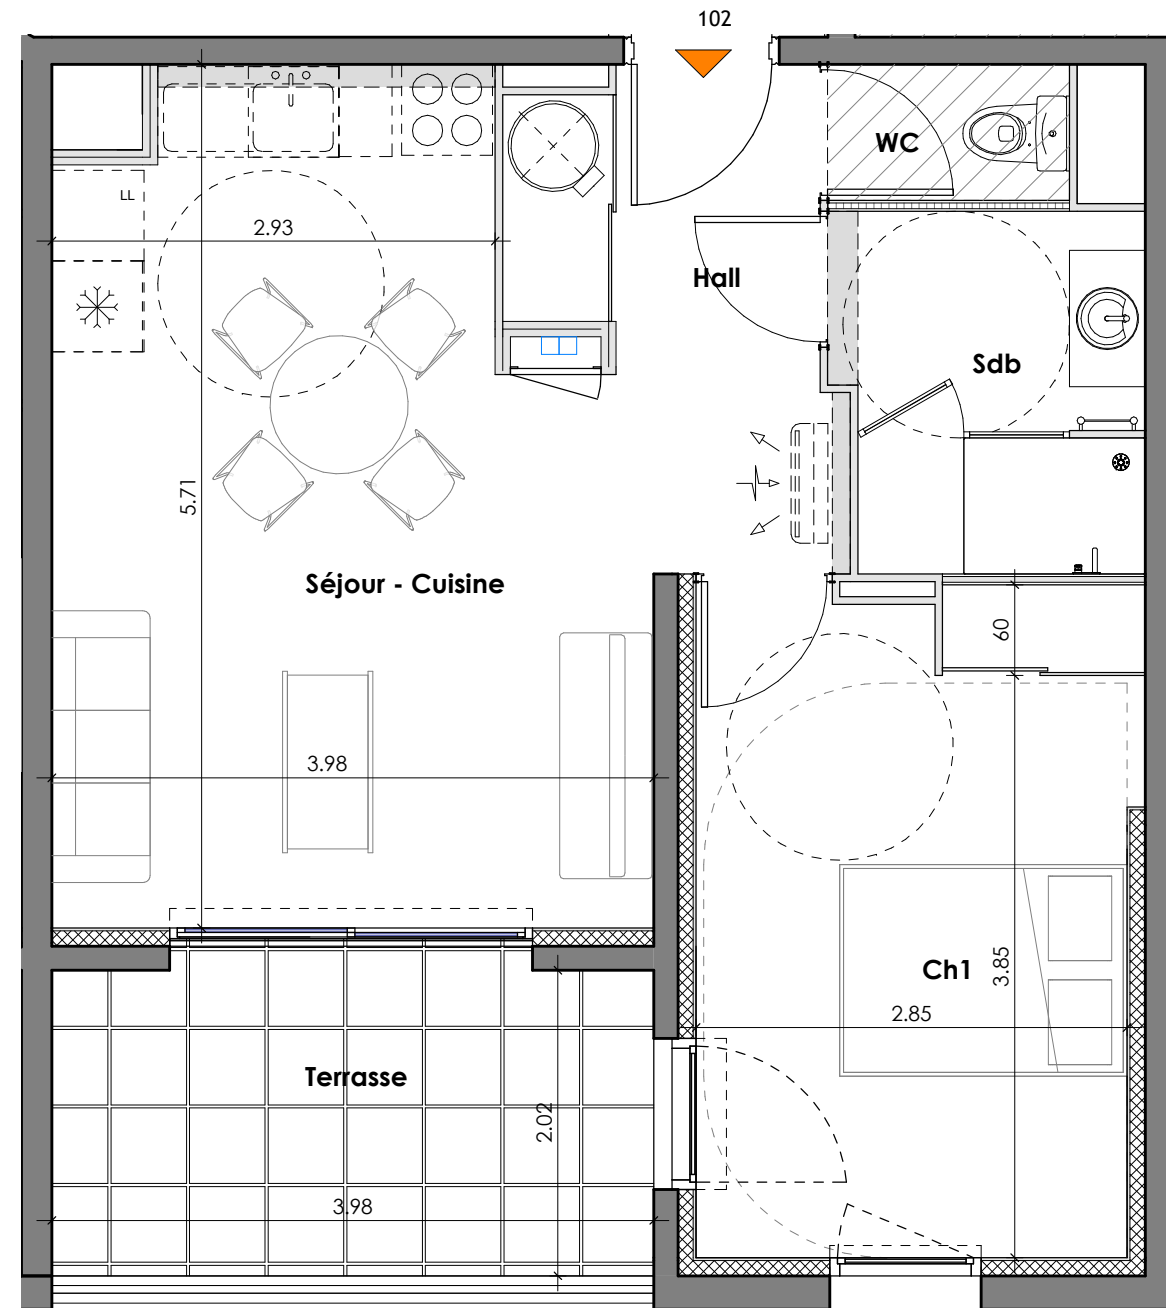 102
WC
LL
2.93
Hall
Sdb
5.71
Séjour - Cuisine
60
3.98
Ch1
3.85
2.85
Terrasse
2.02
3.98